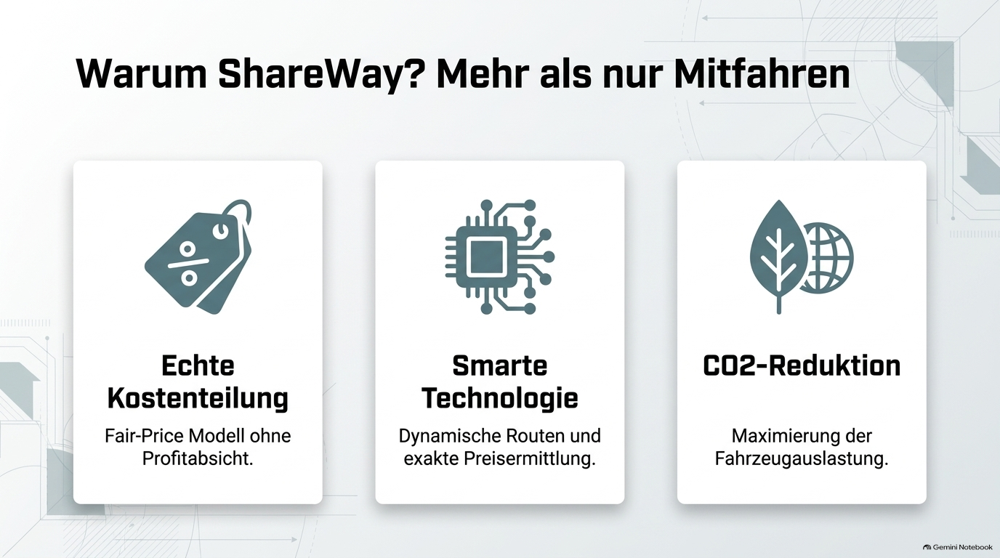 Warum ShareWay? Mehr als nur Mitfahren
Echte
Kostenteilung
Fair-Price Modell ohne
Profitabsicht.
Smarte
Technologie
Dynamische Routen und
exakte Preisermittlung.
CO2-Reduktion
Maximierung der
Fahrzeugauslastung.
Gemini Notebook